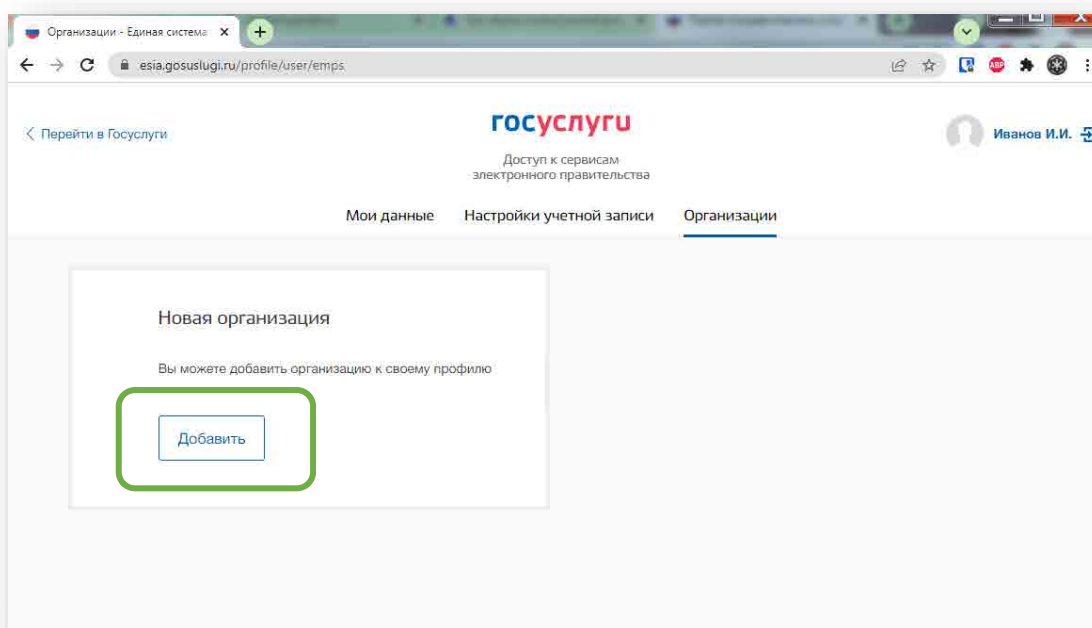 Организации - Единая система
esia.gosuslugi.ru/profile/user/emps
ABP
Перейти в Госуслуги
госуслуги
Иванов И.И.
Доступ к сервисам
электронного правительства
Мои данные Настройки учетной записи Организации
Новая организация
Вы можете добавить организацию к своему профилю
Добавить